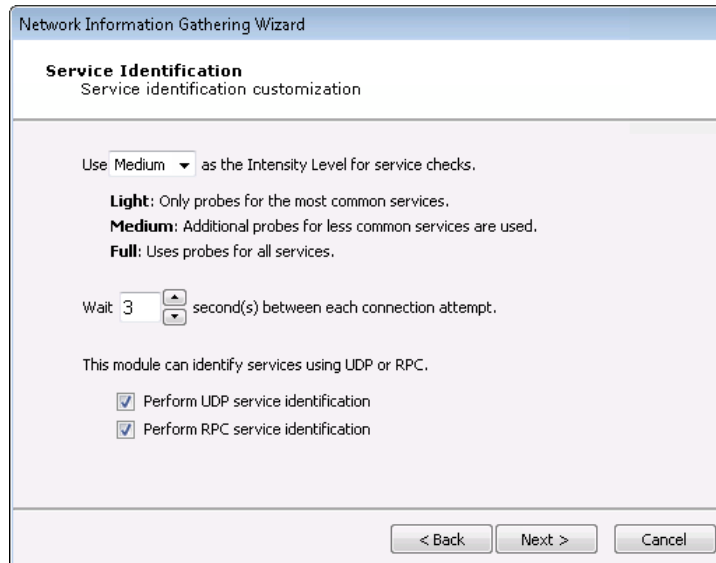 Network Information Gathering Wizard
Service Identification
Service identification customization
Use Medium as the Intensity Level for service checks.
Light: Only probes for the most common services.
Medium: Additional probes for less common services are used.
Full: Uses probes for all services.
Wait 3 second(s) between each connection attempt.
This module can identify services using UDP or RPC.
Perform UDP service identification
Perform RPC service identification
< Back Next > Cancel